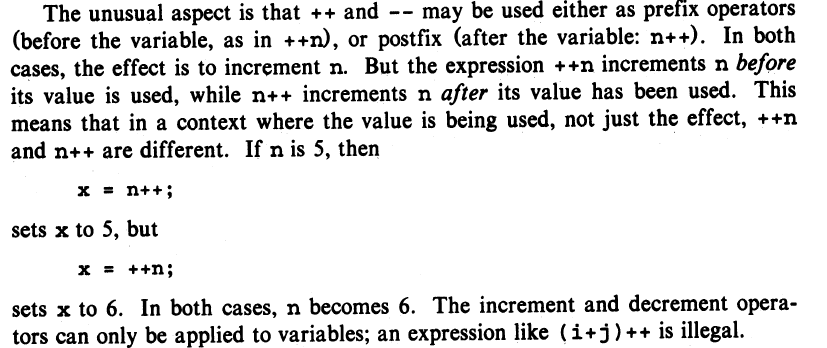 The unusual aspect is that ++ and -- may be used either as prefix operators
(before the variable, as in ++n), or postfix (after the variable: n++). In both
cases, the effect is to increment n. But the expression ++n increments n before
its value is used, while n++ increments n after its value has been used. This
means that in a context where the value is being used, not just the effect, ++n
and n++ are different. If n is 5, then
x = n++;
sets x to 5, but
x = ++n;
sets x to 6. In both cases, n becomes 6. The increment and decrement opera-
tors can only be applied to variables; an expression like (i+j)++ is illegal.